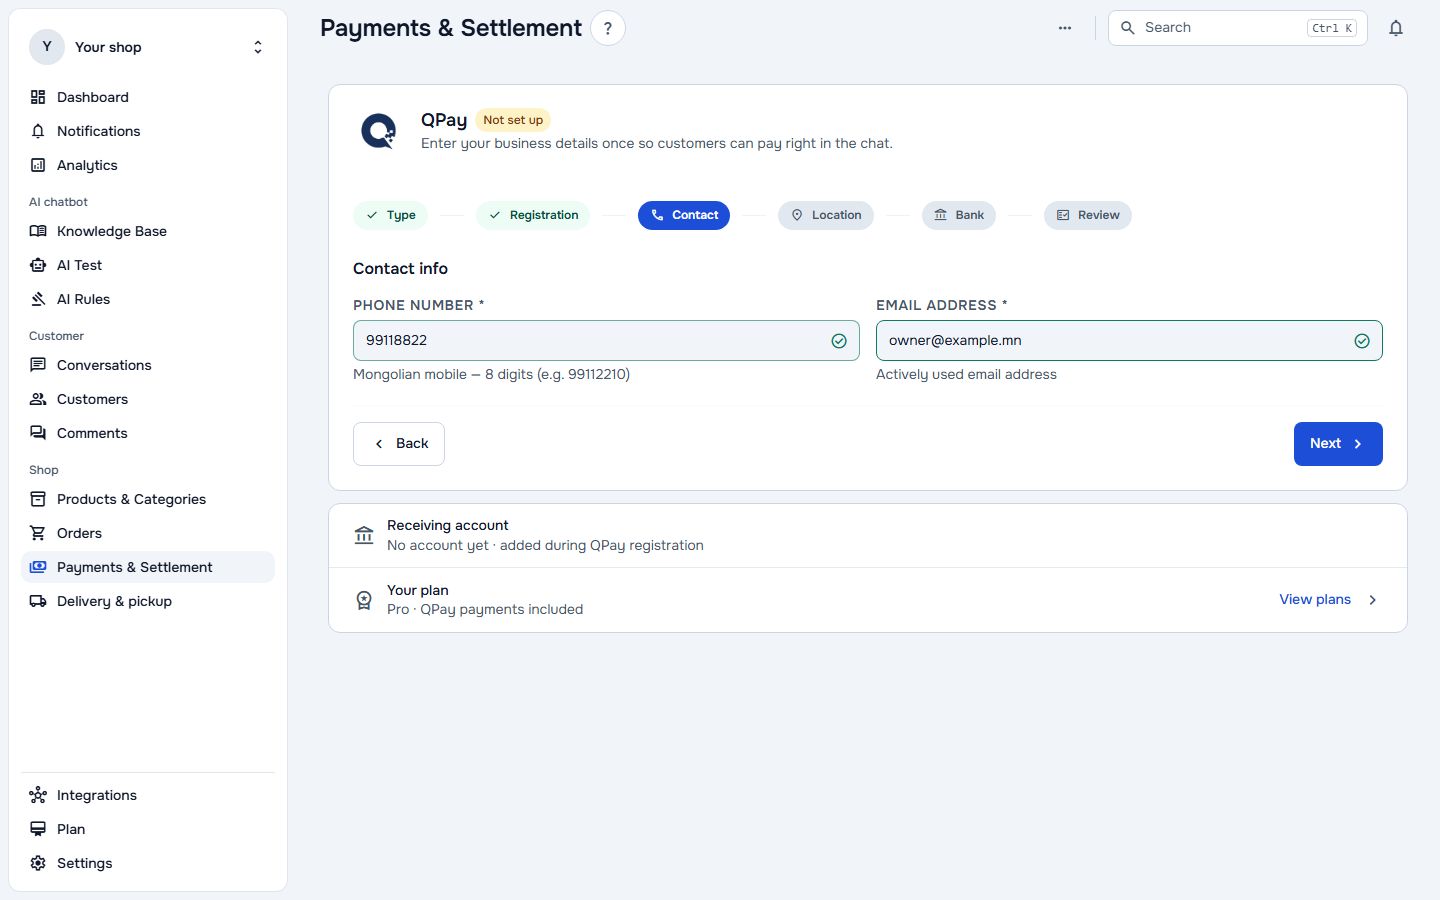 Y
Your shop
Dashboard
Notifications
Analytics
AI chatbot
Knowledge Base
AI Test
AI Rules
Customer
Conversations
Customers
Comments
Shop
Products & Categories
Orders
Payments & Settlement
Delivery & pickup
Integrations
Plan
Settings
Payments & Settlement ?
Search Ctrl K
QPay Not set up
Enter your business details once so customers can pay right in the chat.
Type Registration Contact Location Bank Review
Contact info
PHONE NUMBER * EMAIL ADDRESS *
99118822 owner@example.mn
Mongolian mobile – 8 digits (e.g. 99112210) Actively used email address
Back Next
Receiving account
No account yet · added during QPay registration
Your plan
Pro · QPay payments included
View plans